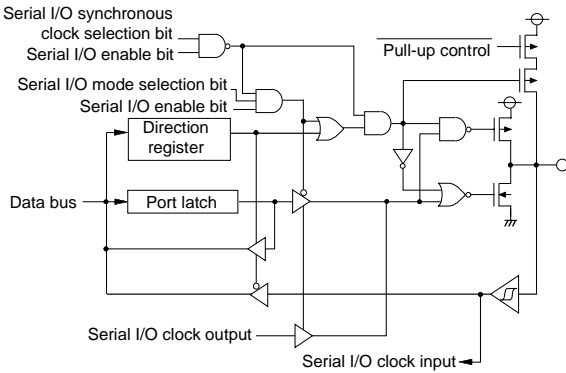 Serial I/O synchronous
clock selection bit
Serial I/O enable bit
Pull-up control
Serial I/O mode selection bit
Serial I/O enable bit
Direction
register
Data bus
Port latch
Serial I/O clock output
Serial I/O clock input